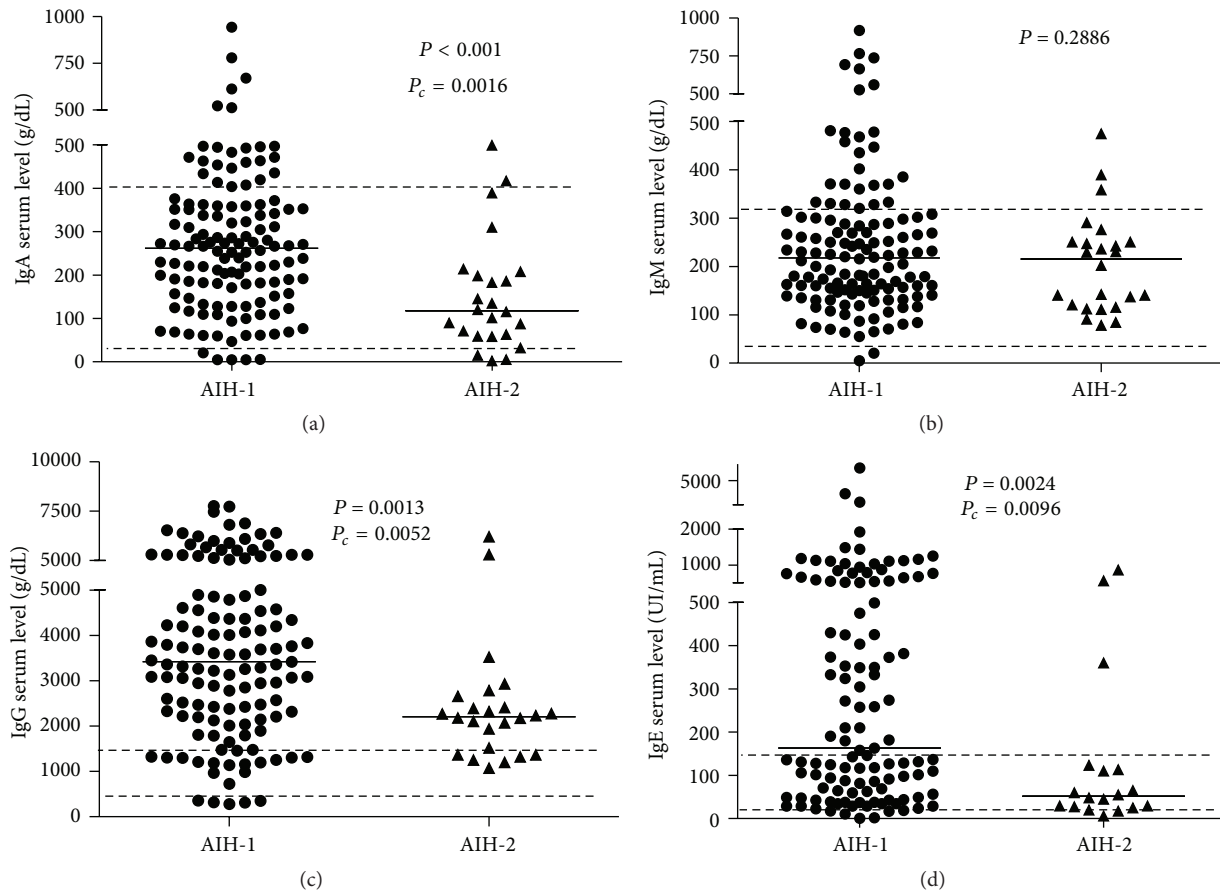 1000
750
500
500
400
300
200
100
0
IgA serum level (g/dL)
P < 0.001
P_c = 0.0016
AIH-1 AIH-2
(a)
1000
750
500
500
400
300
200
100
0
IgM serum level (g/dL)
P = 0.2886
AIH-1 AIH-2
(b)
10000
7500
5000
5000
4000
3000
2000
1000
0
IgG serum level (g/dL)
P = 0.0013
P_c = 0.0052
AIH-1 AIH-2
(c)
5000
2000
1000
500
400
300
200
100
0
IgE serum level (UI/mL)
P = 0.0024
P_c = 0.0096
AIH-1 AIH-2
(d)